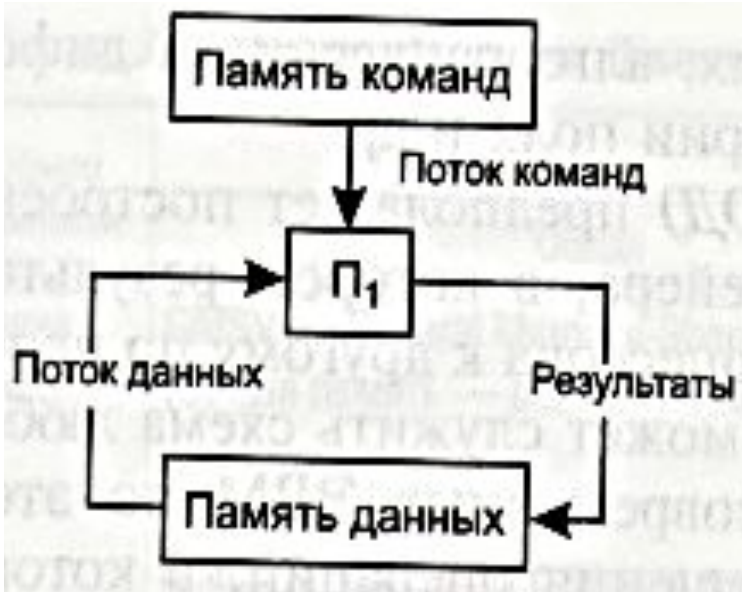 Память команд
Поток команд
П₁
Поток данных
Результаты
Память данных